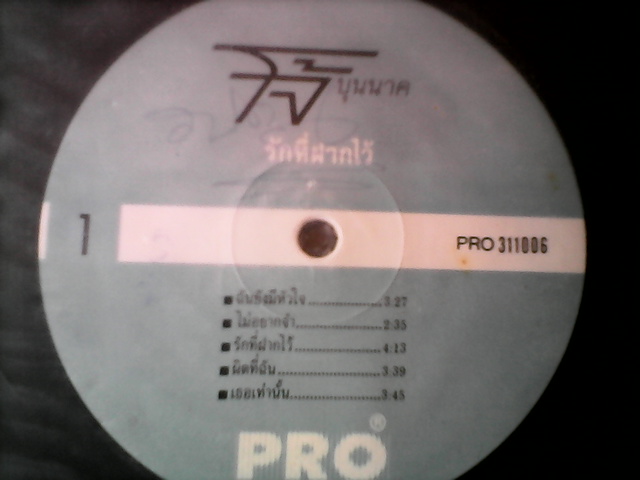 จิ๊ บุนนาค
รักที่ฝากไว้
1
PRO 311006
■ ฉันยังมีหัวใจ..................3.27
■ ไม่อยากจำ....................2.35
■ รักที่ฝากไว้.....................4:13
■ ผิดที่ฉัน.......................3.39
■ เธอเท่านั้น.....................3:45
PRO®